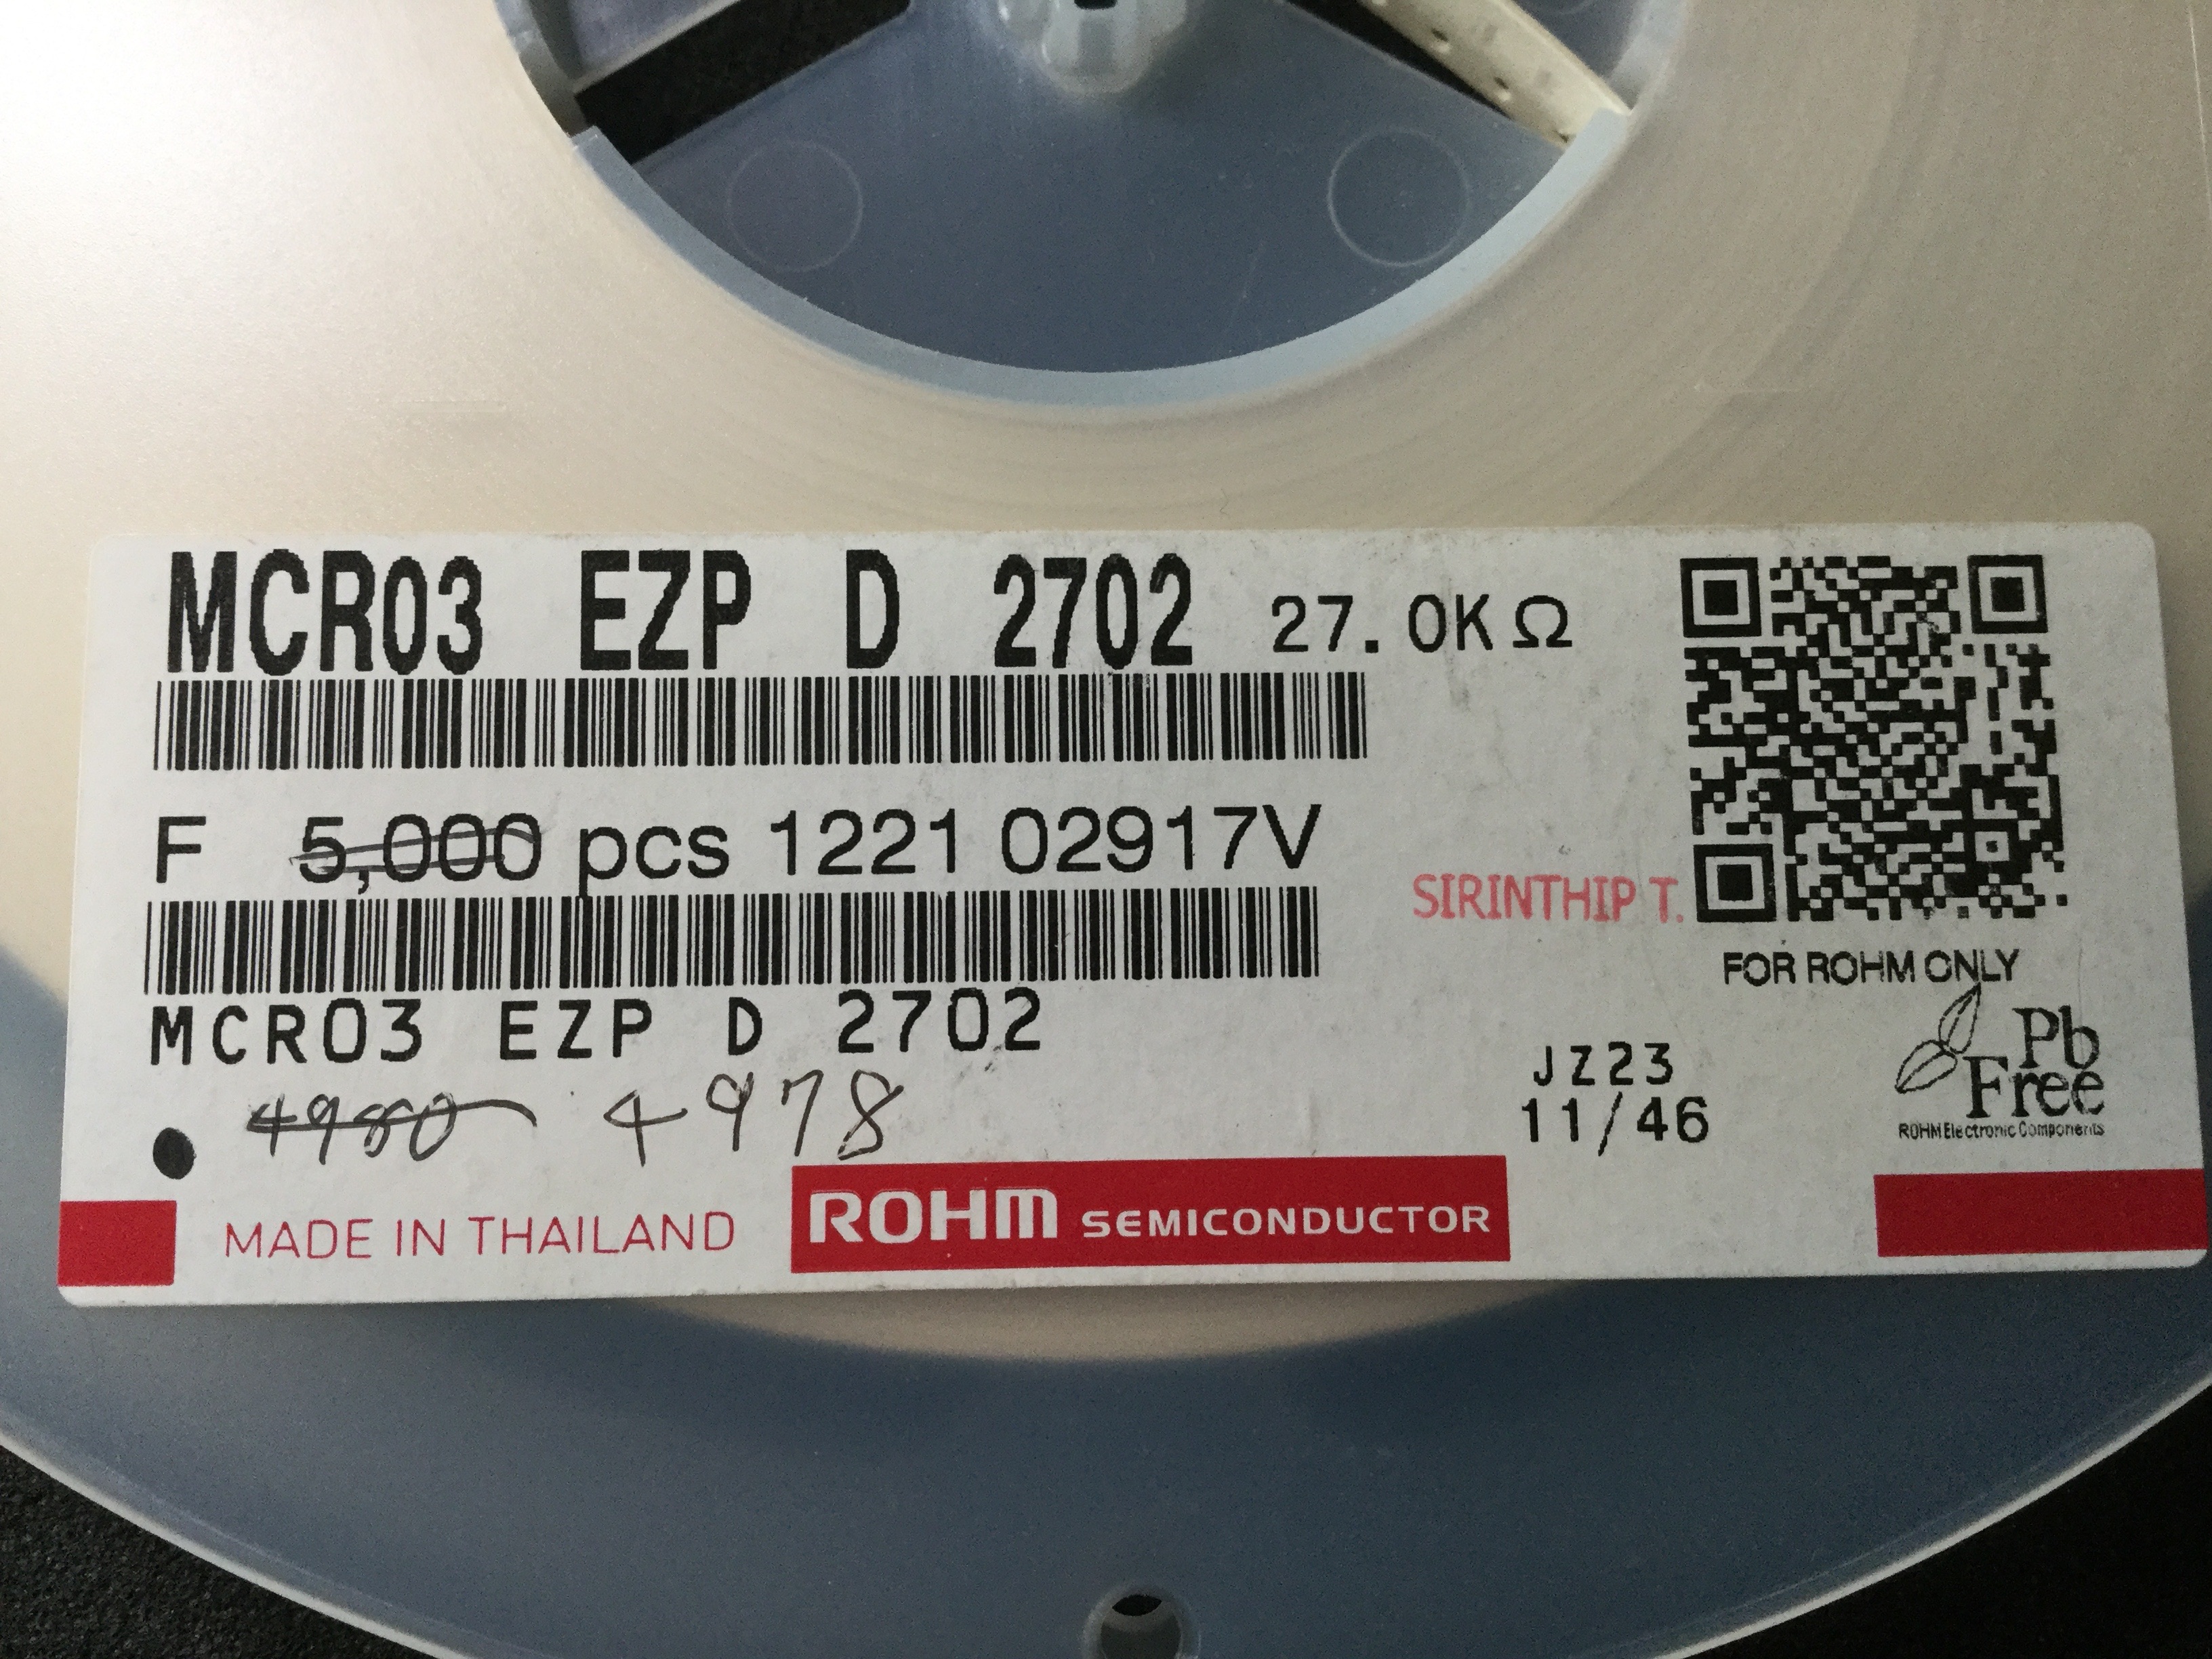 MCR03 EZP D 2702 27.0KΩ
F 5,000 pcs 1221 02917V
SIRINTHIP T.
FOR ROHM ONLY
MCR03 EZP D 2702
4980 4978
JZ23
11/46
Pb
Free
ROHM Electronic Components
MADE IN THAILAND
ROHM SEMICONDUCTOR